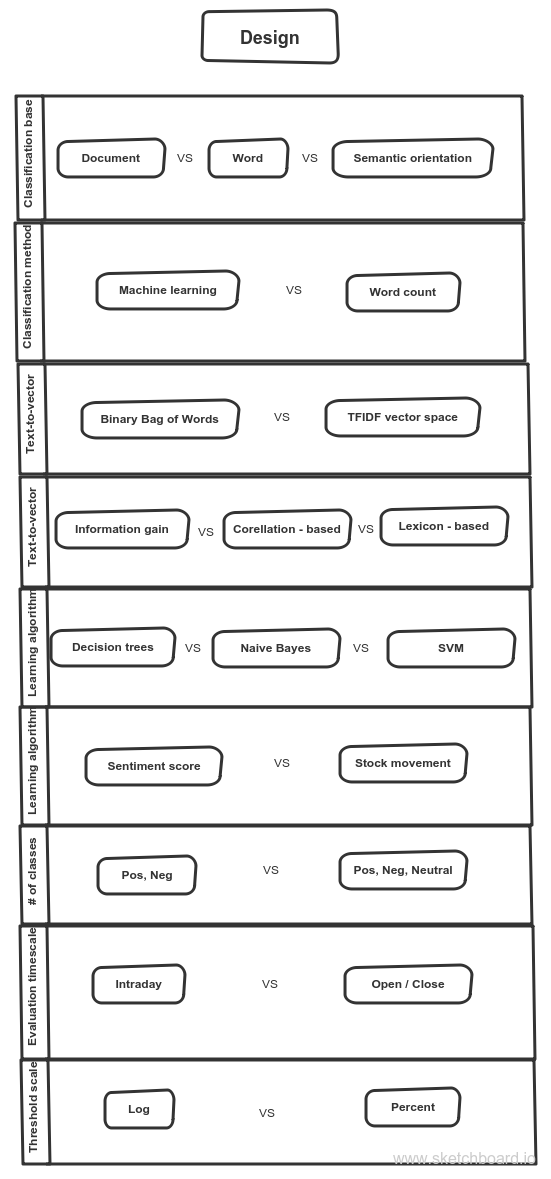 Design
Classification base
Document VS Word VS Semantic orientation
Classification method
Machine learning VS Word count
Text-to-vector
Binary Bag of Words VS TFIDF vector space
Text-to-vector
Information gain VS Corellation - based VS Lexicon - based
Learning algorithm
Decision trees VS Naive Bayes VS SVM
Learning algorithm
Sentiment score VS Stock movement
# of classes
Pos, Neg VS Pos, Neg, Neutral
Evaluation timescale
Intraday VS Open / Close
Threshold scale
Log VS Percent
www.sketchboard.io